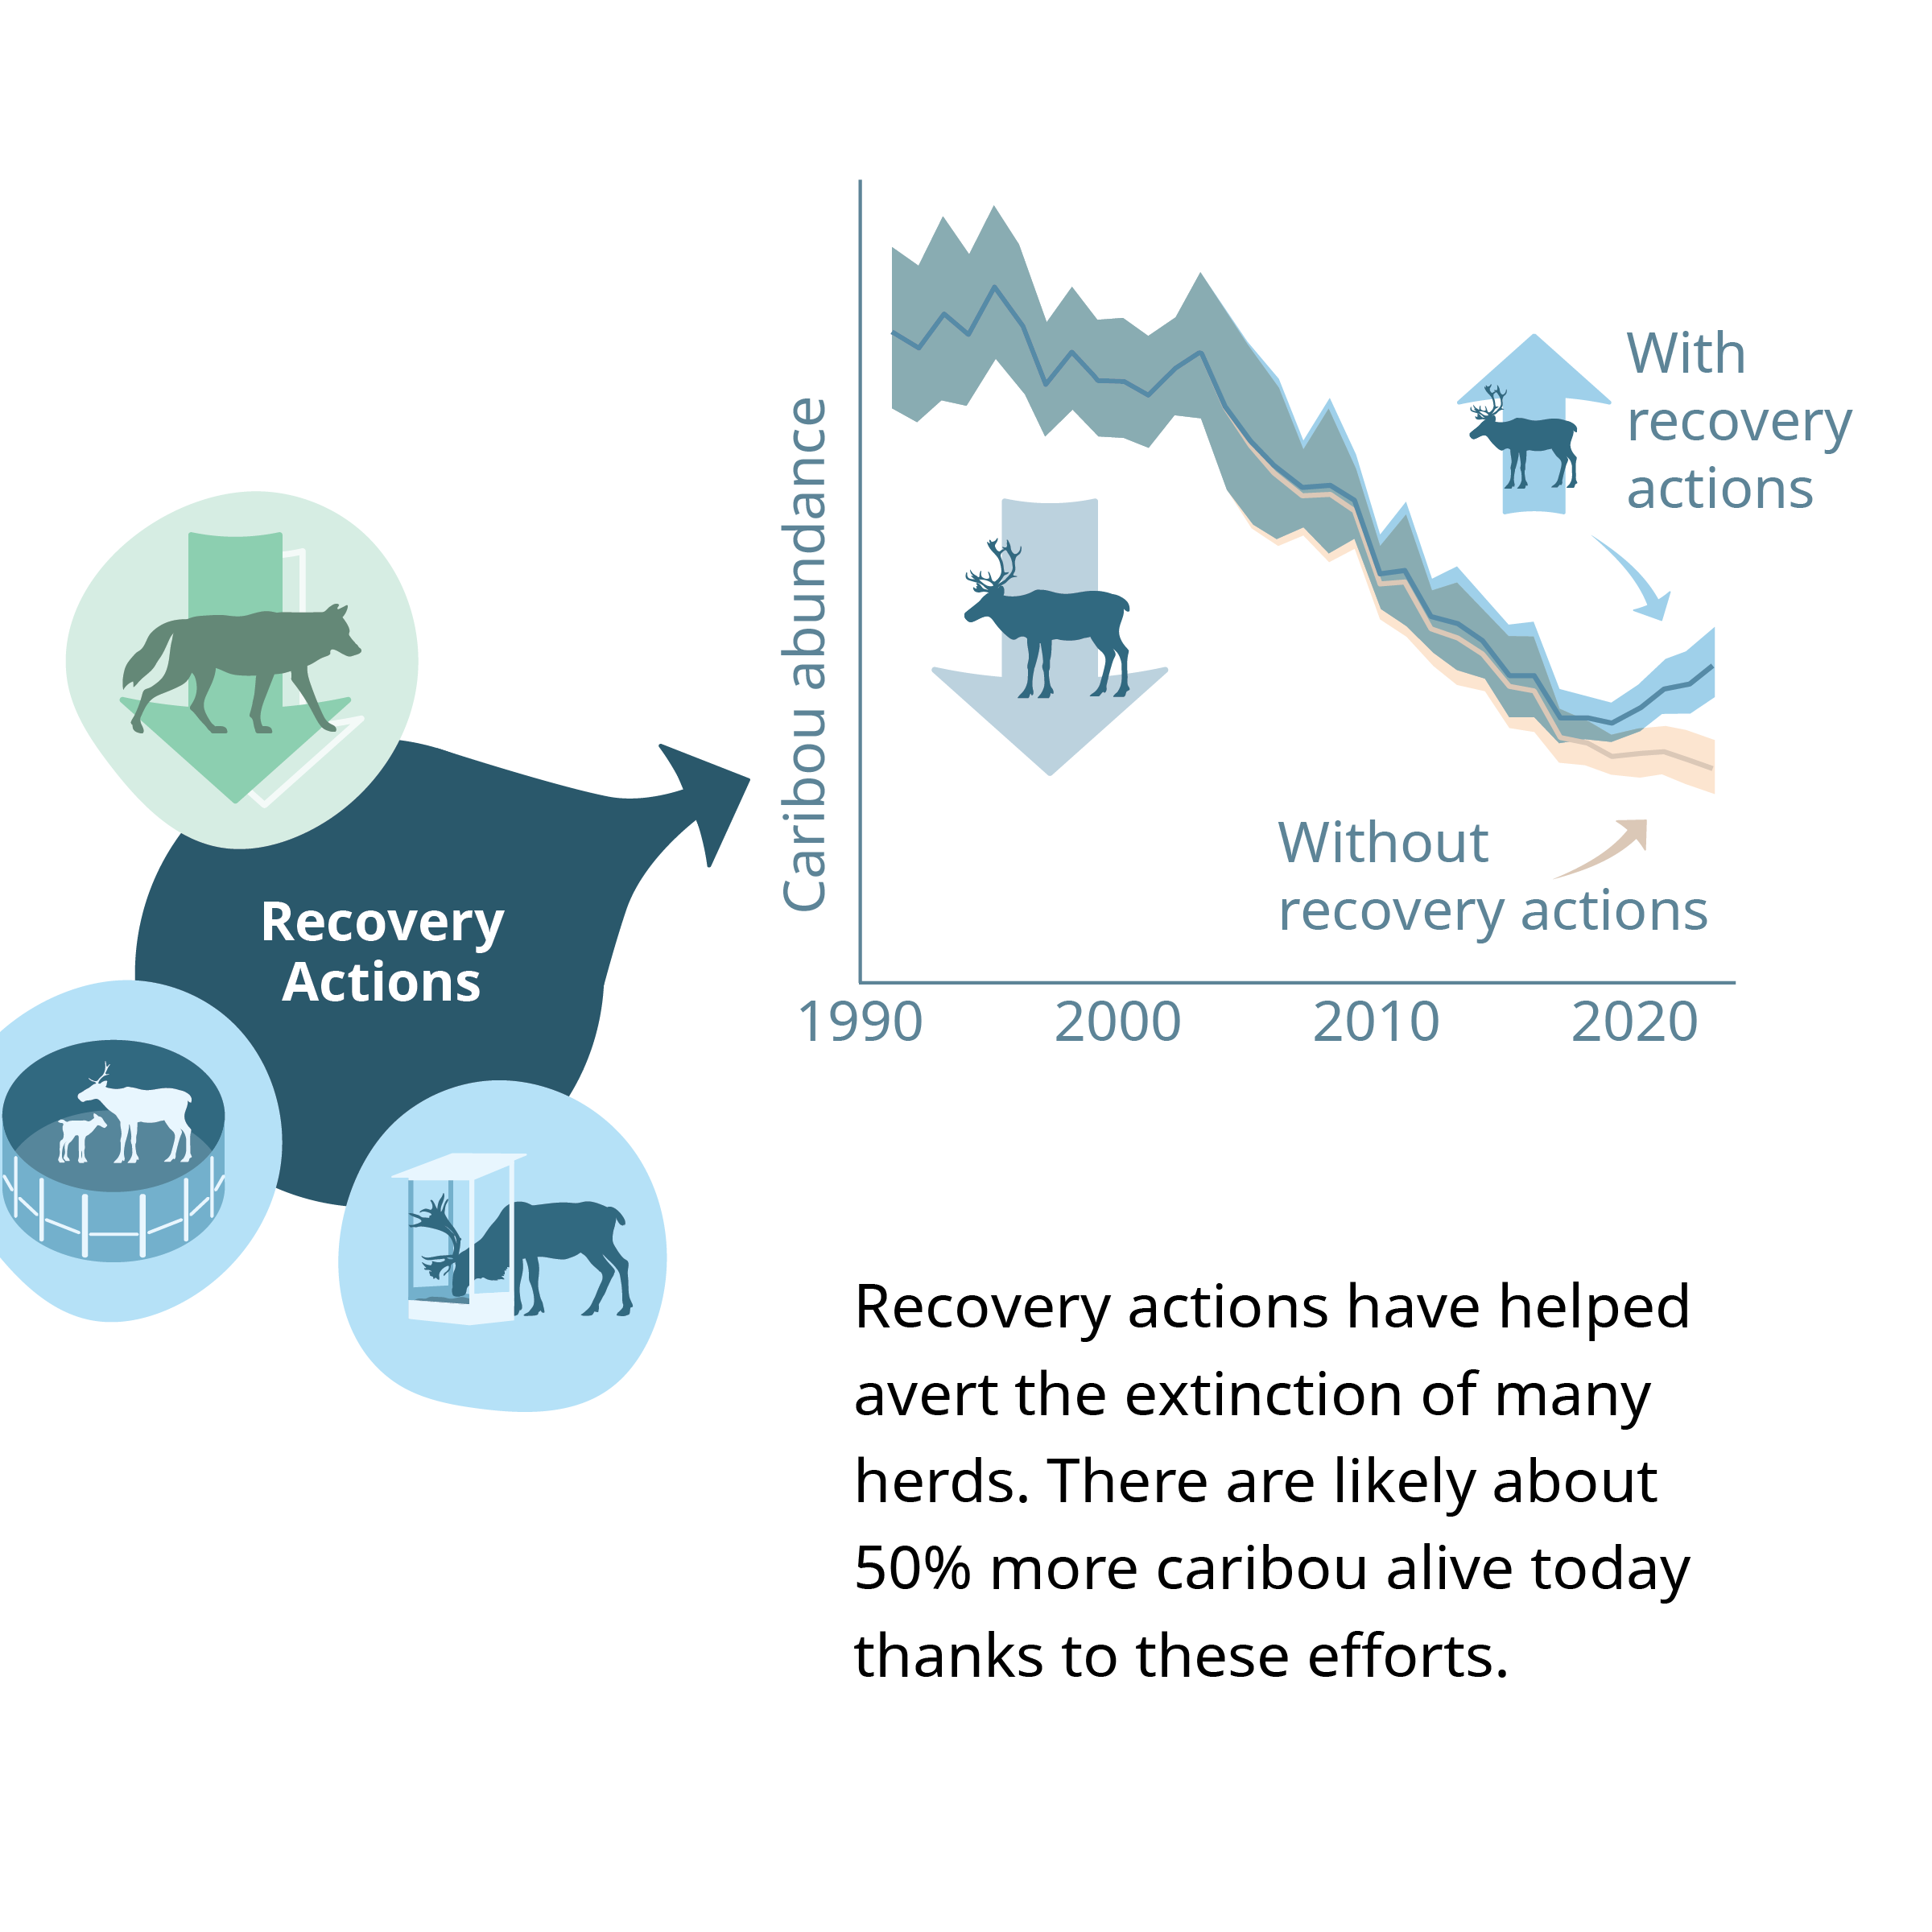 Recovery
Actions
Caribou abundance
With
recovery
actions
Without
recovery actions
1990 2000 2010 2020
Recovery actions have helped
avert the extinction of many
herds. There are likely about
50% more caribou alive today
thanks to these efforts.